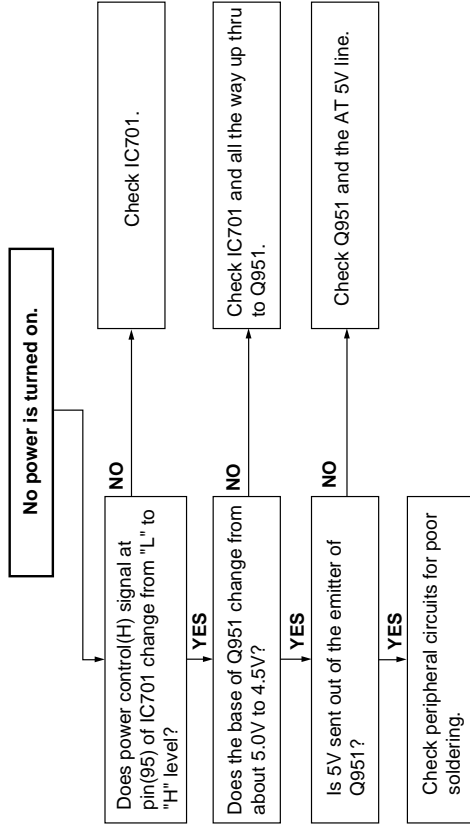 No power is turned on.
Does power control(H) signal at
pin(95) of IC701 change from "L" to
"H" level?
NO
Check IC701.
YES
Does the base of Q951 change from
about 5.0V to 4.5V?
NO
Check IC701 and all the way up thru
to Q951.
YES
Is 5V sent out of the emitter of
Q951?
NO
Check Q951 and the AT 5V line.
YES
Check peripheral circuits for poor
soldering.